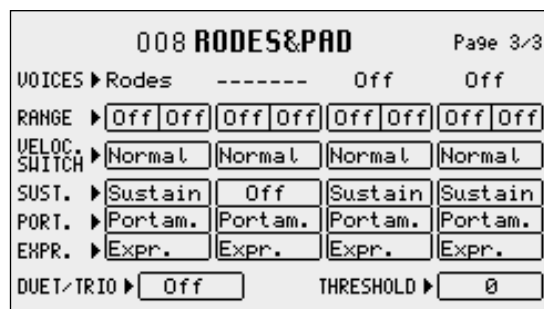 008 RODES&PAD Page 3/3
VOICES Rodes ------- Off Off
RANGE Off Off Off Off Off Off Off Off
VELOC. SWITCH Normal Normal Normal Normal
SUST. Sustain Off Sustain Sustain
PORT. Portam. Portam. Portam. Portam.
EXPR. Expr. Expr. Expr. Expr.
DUET/TRIO Off THRESHOLD 0